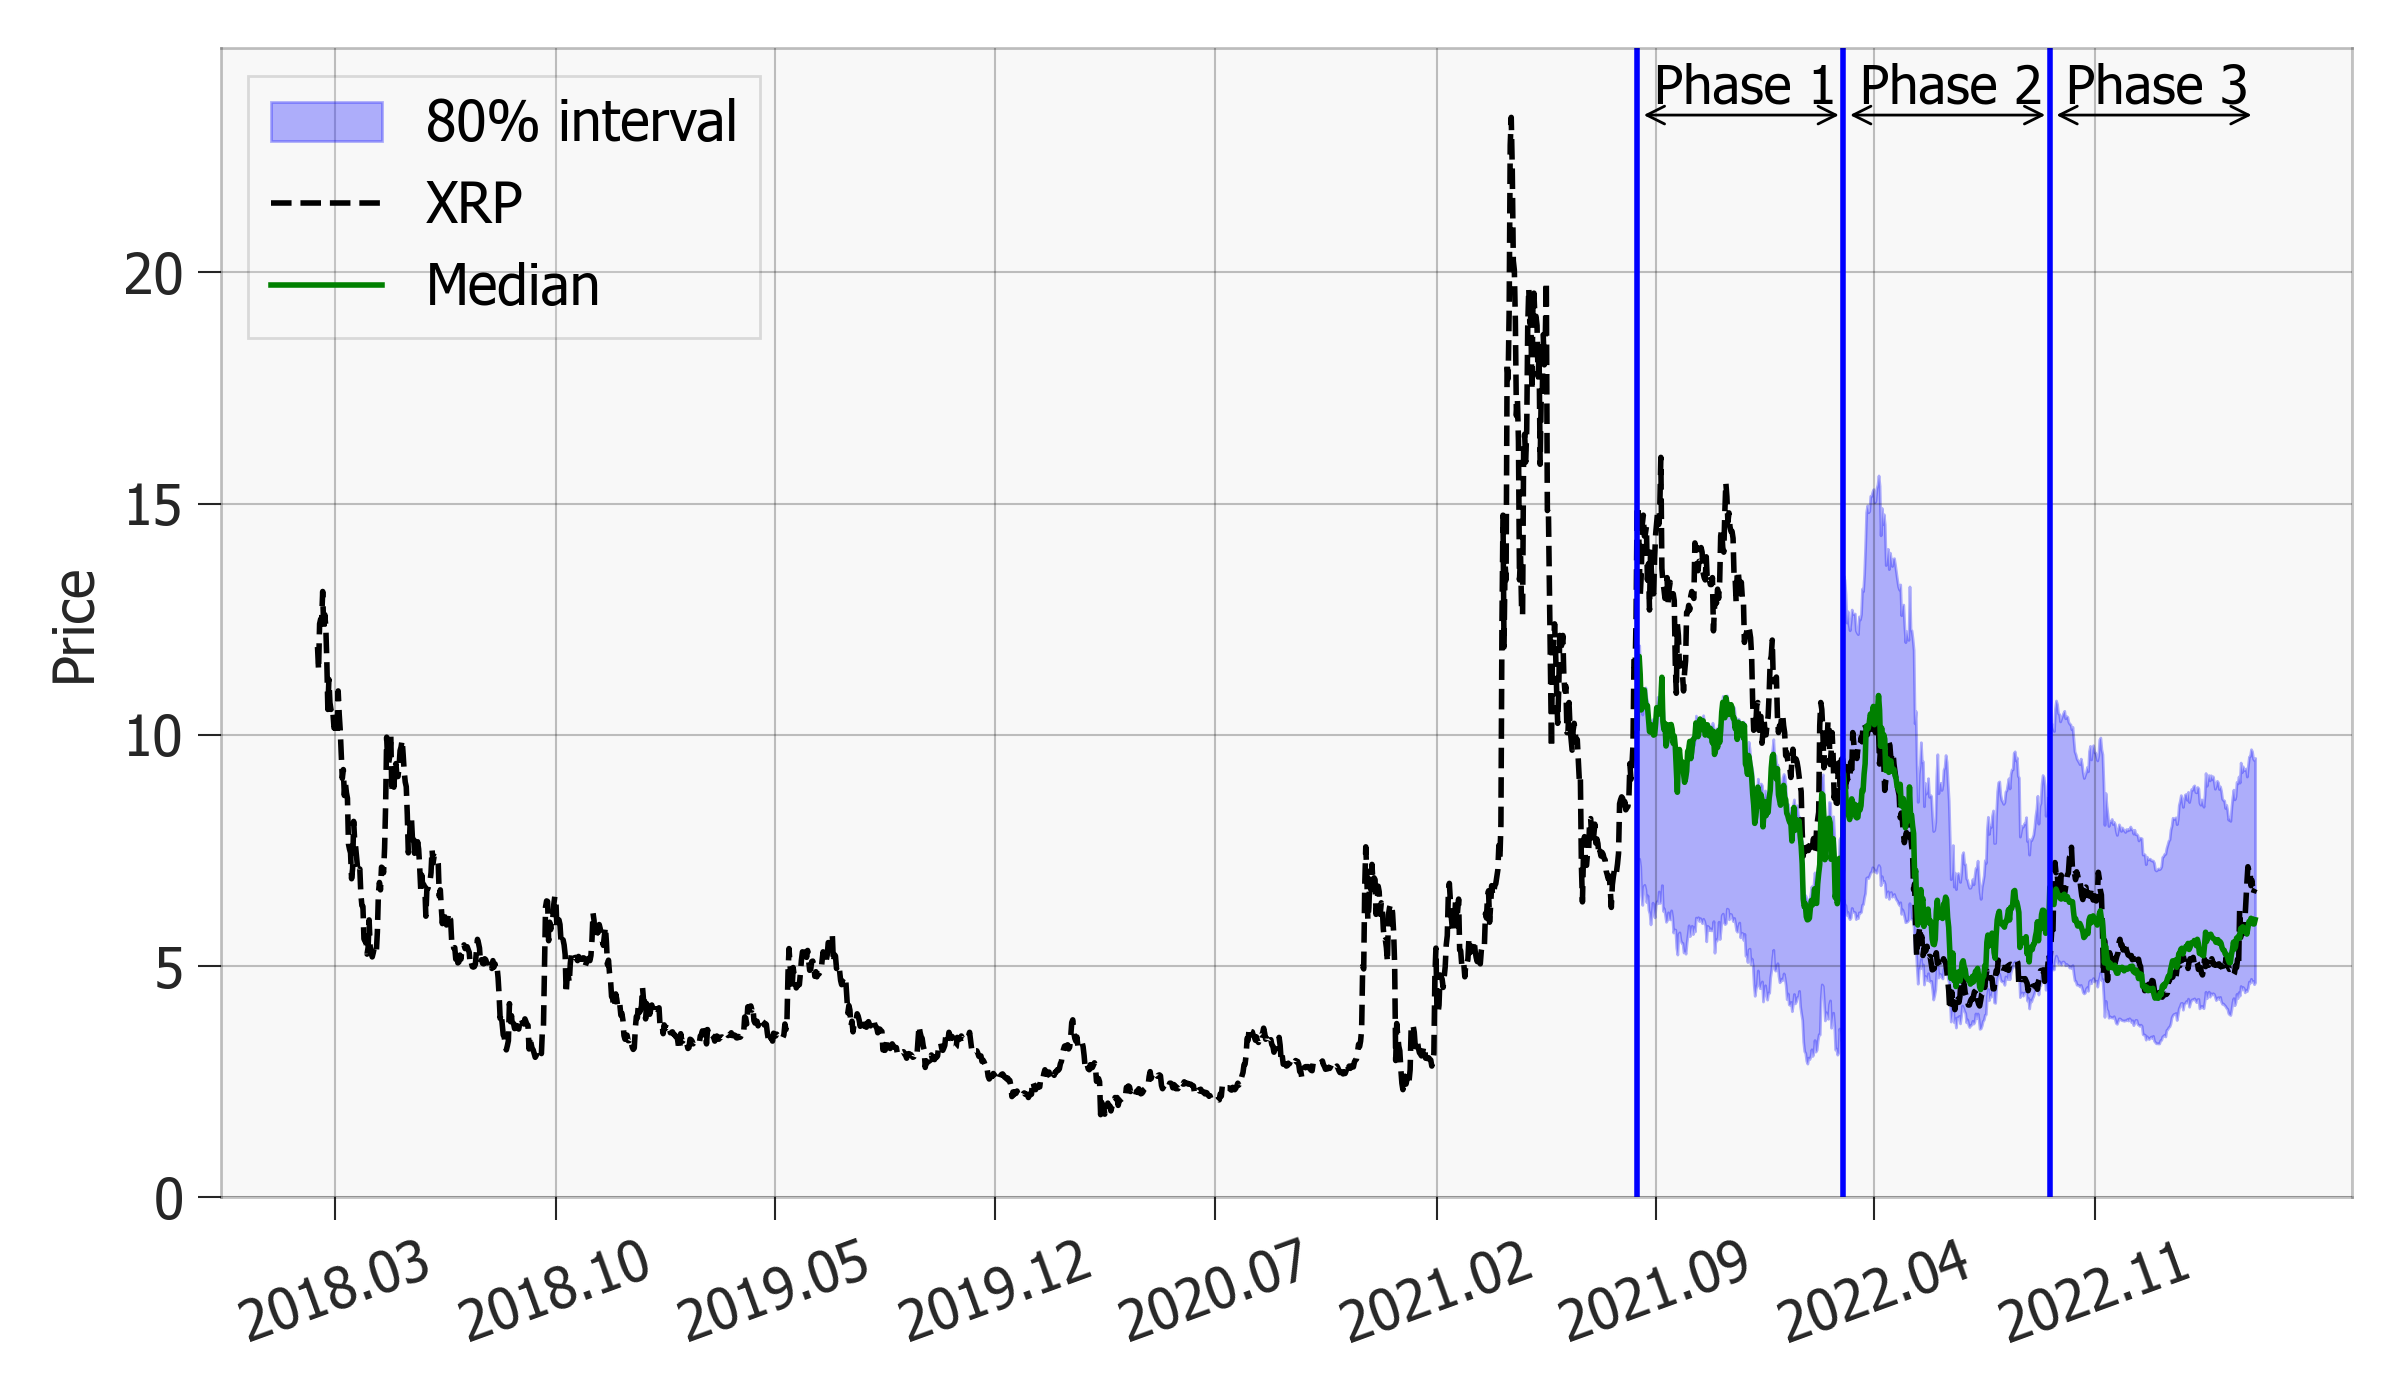 Phase 1
Phase 2
Phase 3
80% interval
XRP
Median
Price
20
15
10
5
0
2018.03
2018.10
2019.05
2019.12
2020.07
2021.02
2021.09
2022.04
2022.11